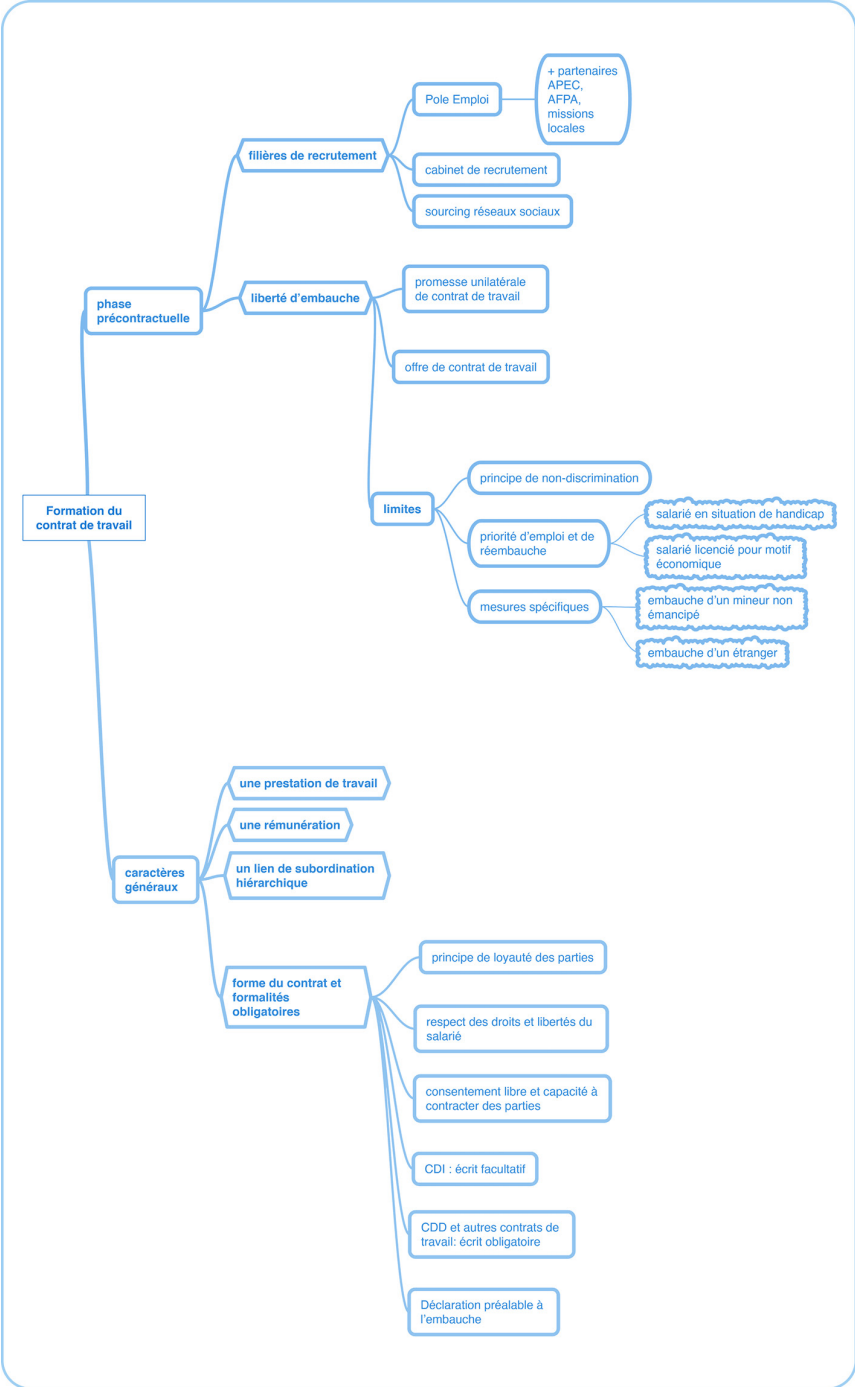 Formation du
contrat de travail
phase
précontractuelle
filières de recrutement
Pole Emploi
+ partenaires
APEC,
AFPA,
missions
locales
cabinet de recrutement
sourcing réseaux sociaux
liberté d'embauche
promesse unilatérale
de contrat de travail
offre de contrat de travail
limites
principe de non-discrimination
priorité d'emploi et de
réembauche
salarié en situation de handicap
salarié licencié pour motif
économique
mesures spécifiques
embauche d'un mineur non
émancipé
embauche d'un étranger
caractères
généraux
une prestation de travail
une rémunération
un lien de subordination
hiérarchique
forme du contrat et
formalités
obligatoires
principe de loyauté des parties
respect des droits et libertés du
salarié
consentement libre et capacité à
contracter des parties
CDI : écrit facultatif
CDD et autres contrats de
travail: écrit obligatoire
Déclaration préalable à
l'embauche